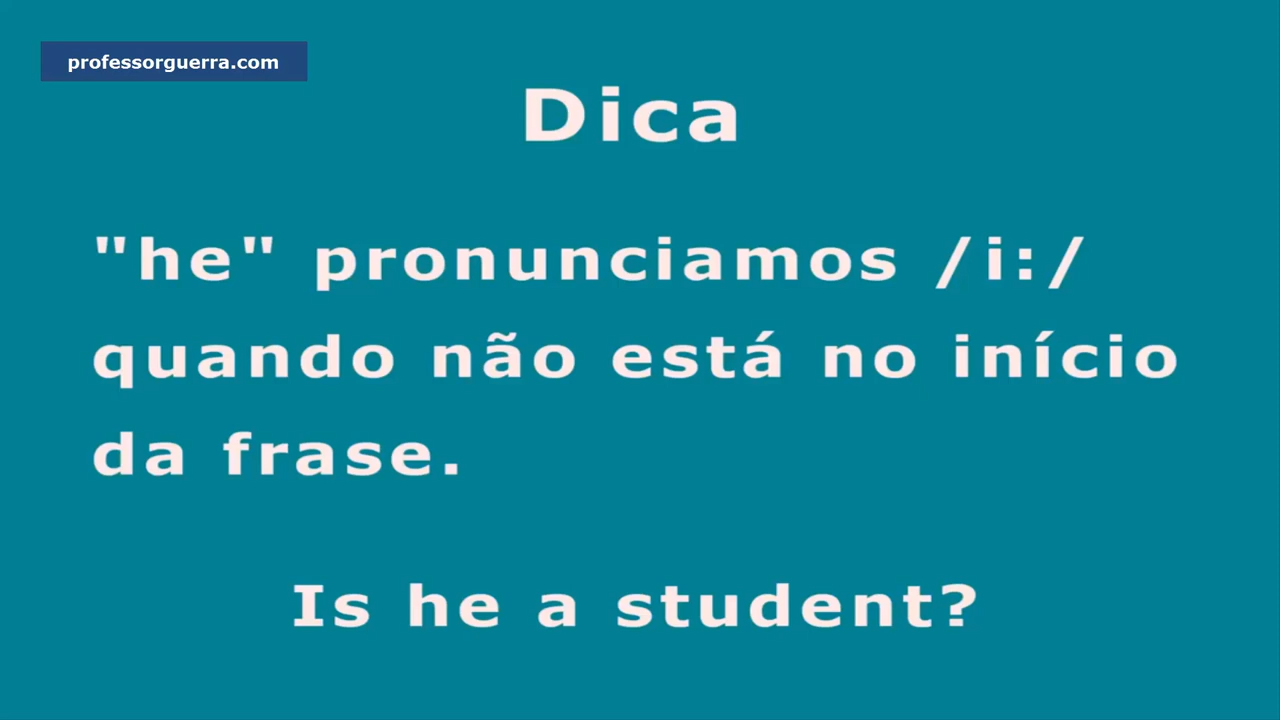 professorguerra.com
Dica
"he" pronunciamos /i:/
quando não está no início
da frase.
Is he a student?